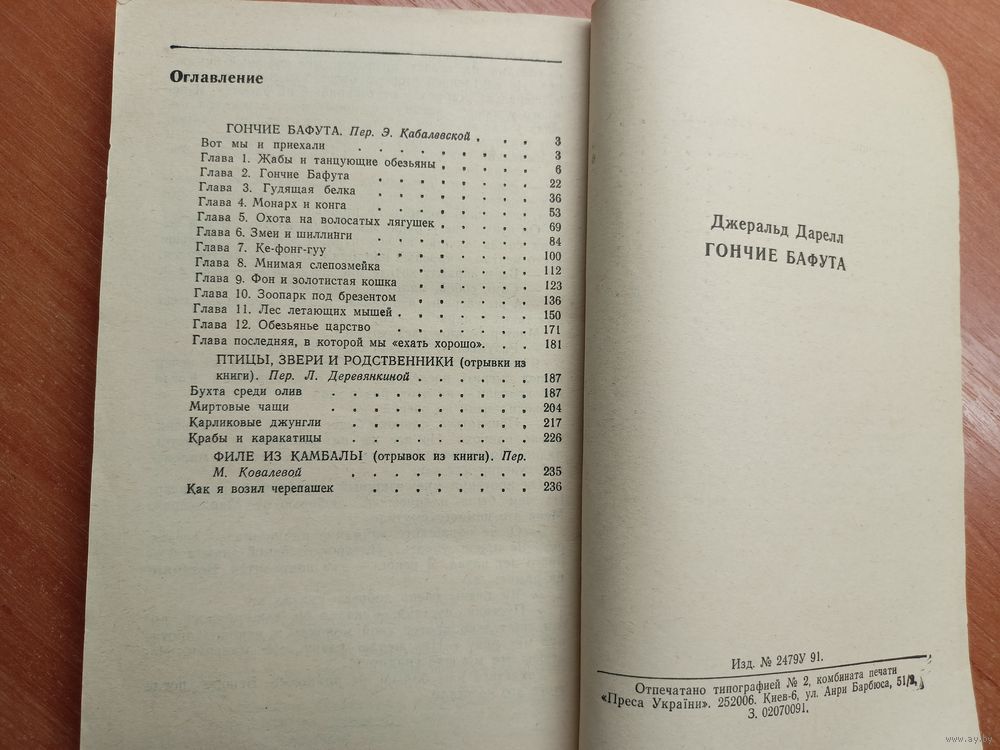 Оглавление
ГОНЧИЕ БАФУТА. Пер. Э. Кабалевской . . . 3
Вот мы и приехали . . . . . . . . 3
Глава 1. Жабы и танцующие обезьяны . . . . . 6
Глава 2. Гончие Бафута . . . . . . . 22
Глава 3. Гудящая белка . . . . . . . 36
Глава 4. Монарх и конга . . . . . . . 53
Глава 5. Охота на волосатых лягушек . . . . . 69
Глава 6. Змеи и шиллинги . . . . . . . 84
Глава 7. Ке-фонг-гуу . . . . . . . 100
Глава 8. Мнимая слепозмейка . . . . . 112
Глава 9. Фон и золотистая кошка . . . . . 123
Глава 10. Зоопарк под брезентом . . . . . 136
Глава 11. Лес летающих мышей . . . . . . 150
Глава 12. Обезьянье царство . . . . . . 171
Глава последняя, в которой мы «ехать хорошо». . . 181
ПТИЦЫ, ЗВЕРИ И РОДСТВЕННИКИ (отрывки из
книги). Пер. Л. Деревянкиной . . . . . . 187
Бухта среди олив . . . . . . . . . 187
Миртовые чащи . . . . . . . . . 204
Карликовые джунгли . . . . . . . . 217
Крабы и каракатицы . . . . . . . . 226
ФИЛЕ ИЗ КАМБАЛЫ (отрывок из книги). Пер.
М. Ковалевой . . . . . . . . 235
Как я возил черепашек . . . . . . . . 236
Джеральд Дарелл
ГОНЧИЕ БАФУТА
Изд. № 2479У 91.
Отпечатано типографией № 2, комбината печати
«Преса України». 252006. Киев-6, ул. Анри Барбюса, 51/2,
З. 02070091.
www.ay.by